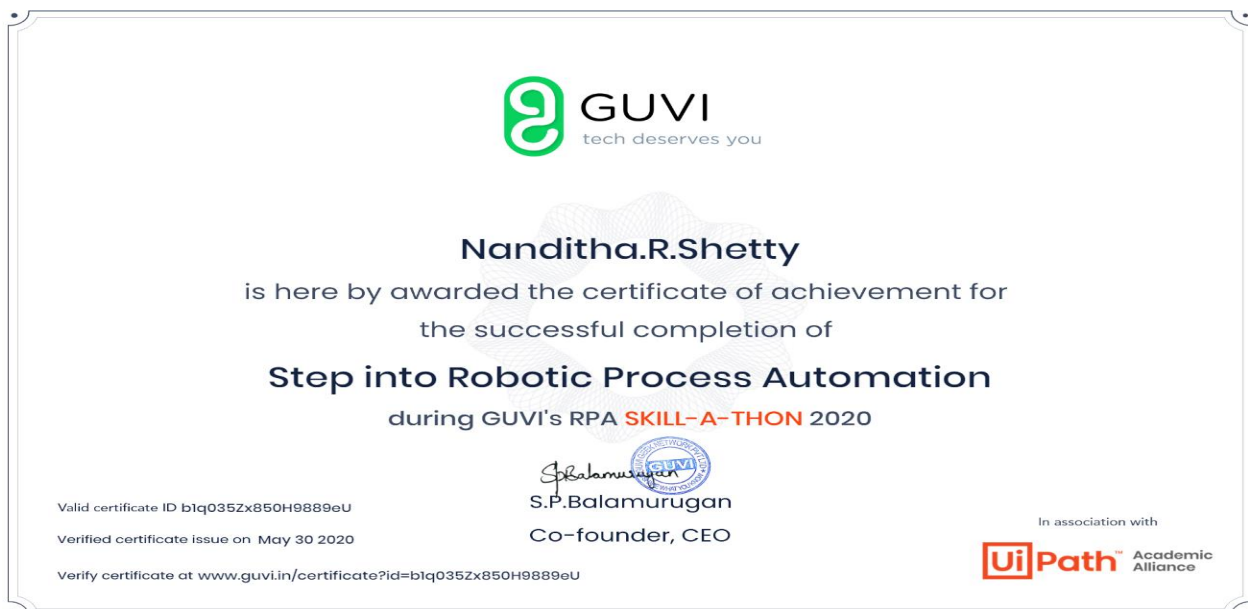 GUVI
tech deserves you
Nanditha.R.Shetty
is here by awarded the certificate of achievement for
the successful completion of
Step into Robotic Process Automation
during GUVI's RPA SKILL-A-THON 2020
SPBalamurugan
GUVI
S.P.Balamurugan
Co-founder, CEO
Valid certificate ID b1q035Zx850H9889eU
Verified certificate issue on May 30 2020
Verify certificate at www.guvi.in/certificate?id=b1q035Zx850H9889eU
In association with
UiPath™ Academic
Alliance